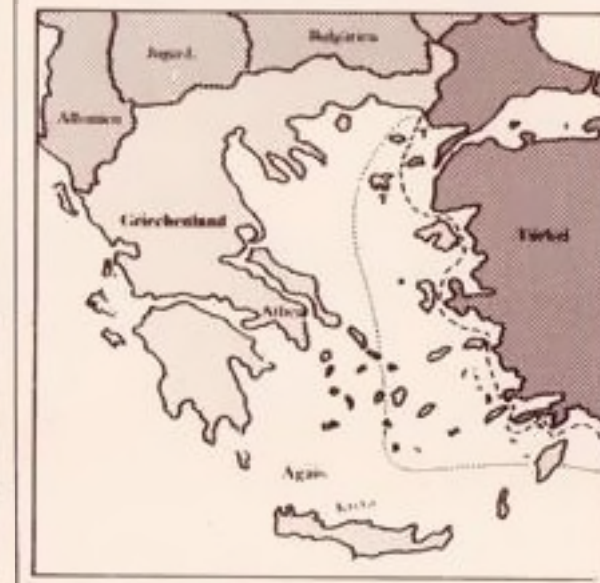 Bulgarien
Jugosl.
Albanien
Griechenland
Türkei
Athen
Ägäis
Kreta